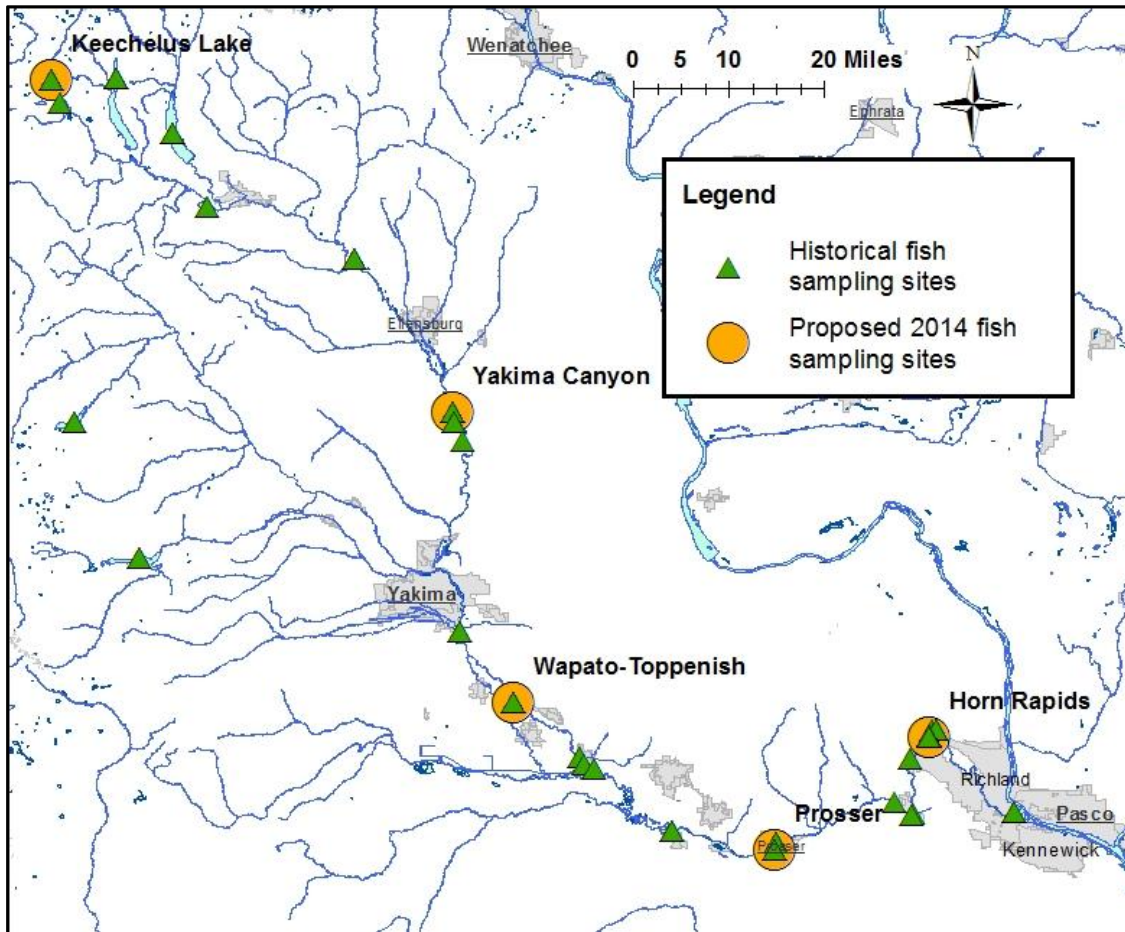 Keechelus Lake
Wenatchee
0 5 10 20 Miles
N
Ephrata
Legend
Historical fish
sampling sites
Proposed 2014 fish
sampling sites
Ellensburg
Yakima Canyon
Yakima
Wapato-Toppenish
Horn Rapids
Richland
Prosser
Pasco
Prosser
Kennewick